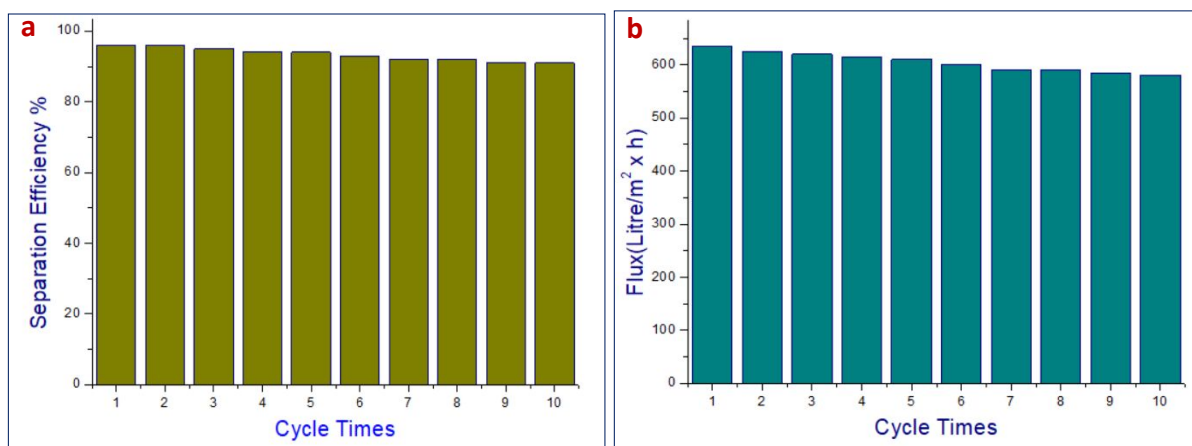 a
100
80
60
40
20
0
Separation Efficiency %
1 2 3 4 5 6 7 8 9 10
Cycle Times
b
600
500
400
300
200
100
0
Flux(Litre/m² x h)
1 2 3 4 5 6 7 8 9 10
Cycle Times